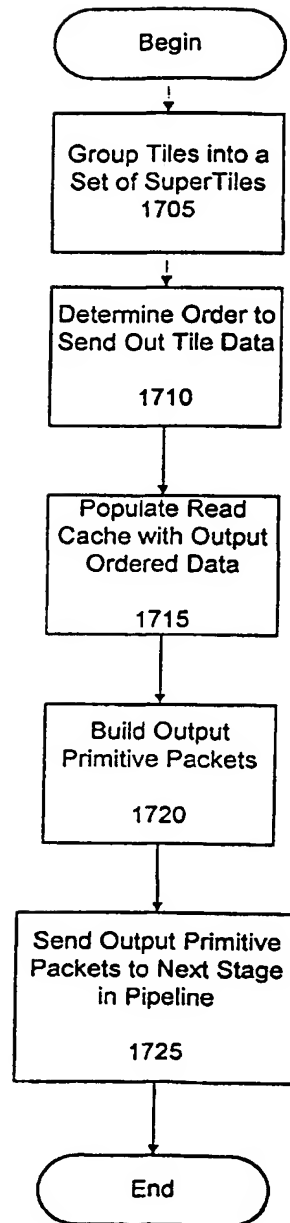 Begin
Group Tiles into a
Set of SuperTiles
1705
Determine Order to
Send Out Tile Data
1710
Populate Read
Cache with Output
Ordered Data
1715
Build Output
Primitive Packets
1720
Send Output Primitive
Packets to Next Stage
in Pipeline
1725
End